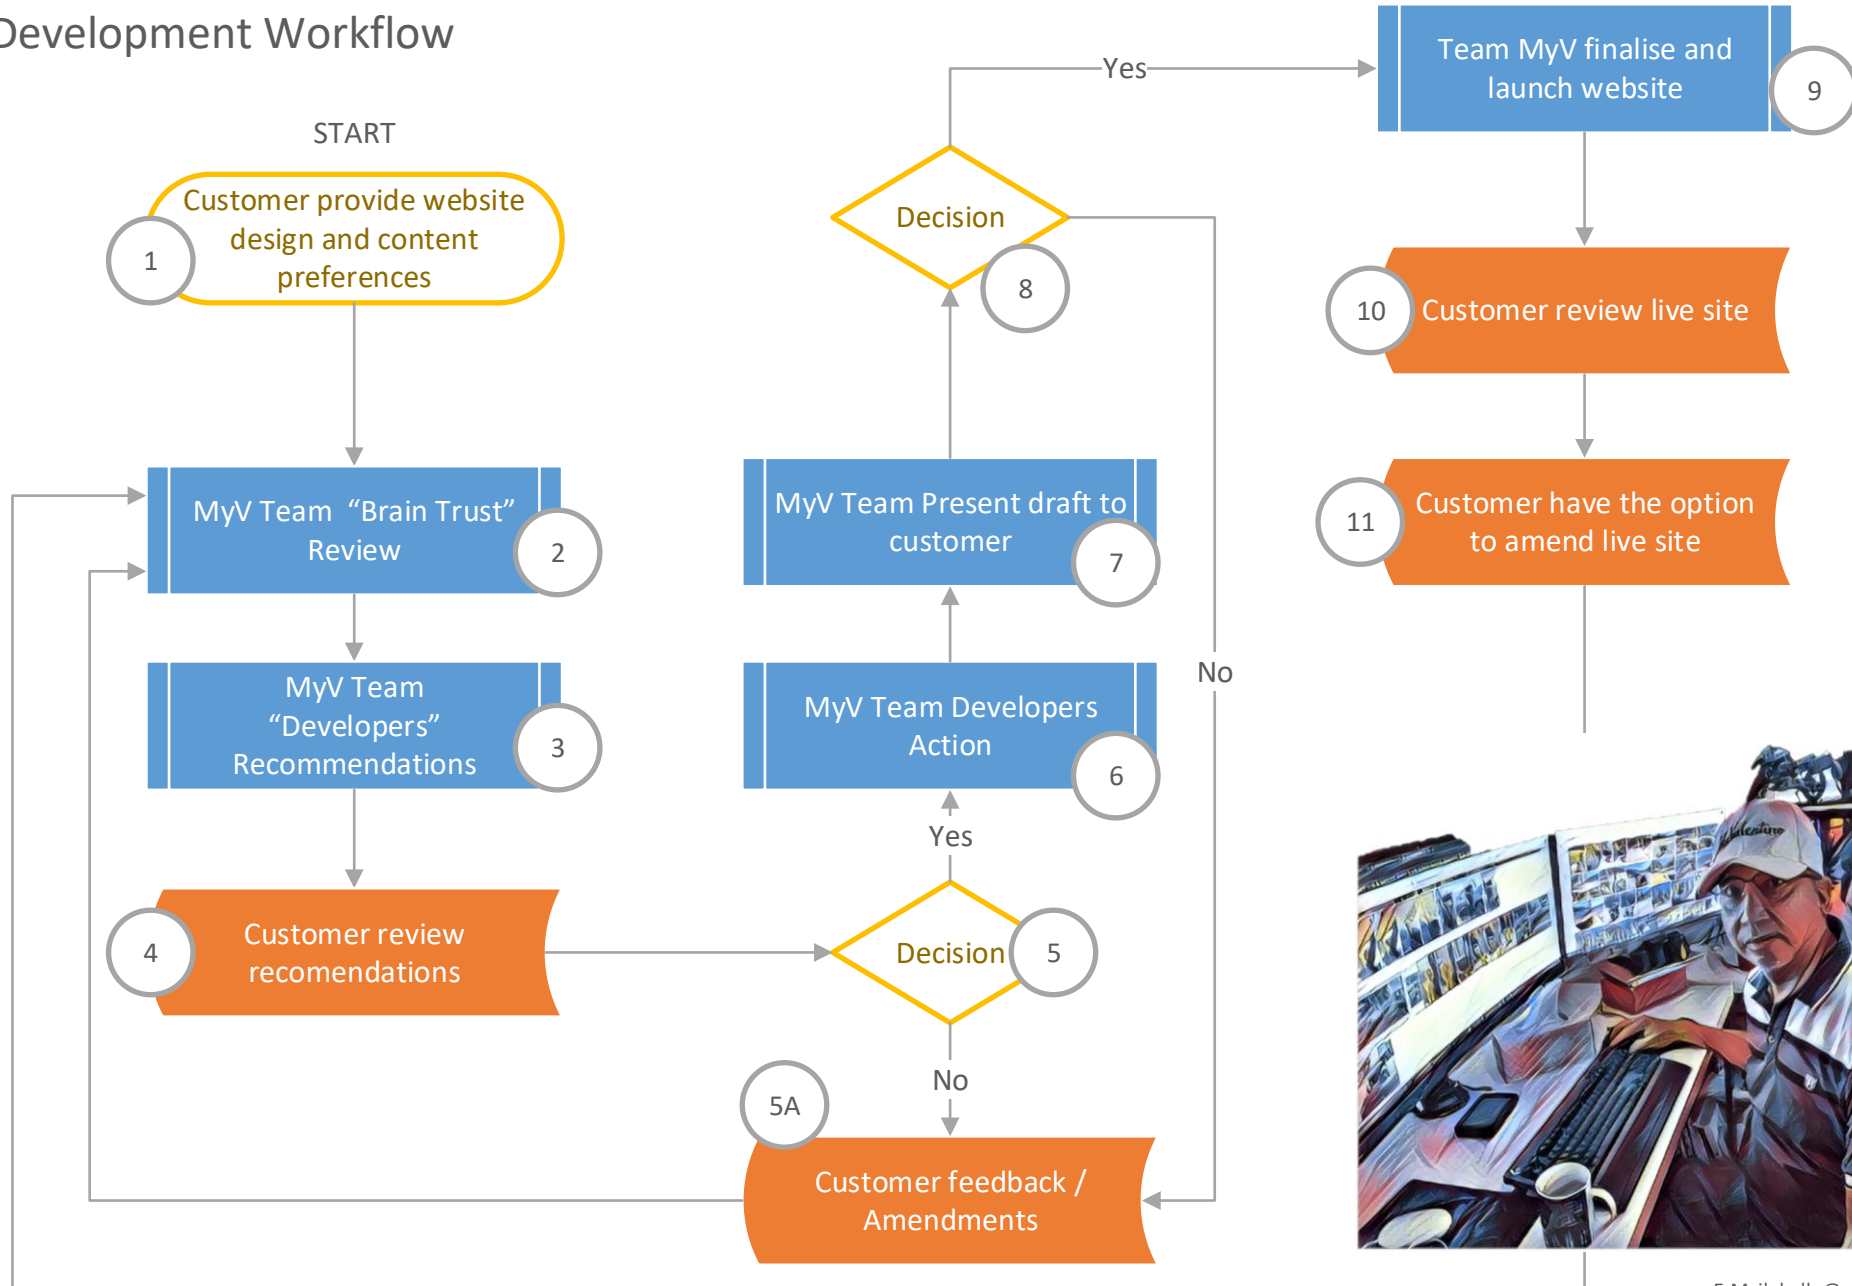 Development Workflow
START
Customer provide website
design and content
preferences
1
MyV Team “Brain Trust”
Review
2
MyV Team
“Developers”
Recommendations
3
Customer review
recomendations
4
Decision
5
Yes
No
5A
Customer feedback /
Amendments
MyV Team Developers
Action
6
MyV Team Present draft to
customer
7
Decision
8
Yes
No
Team MyV finalise and
launch website
9
Customer review live site
10
Customer have the option
to amend live site
11